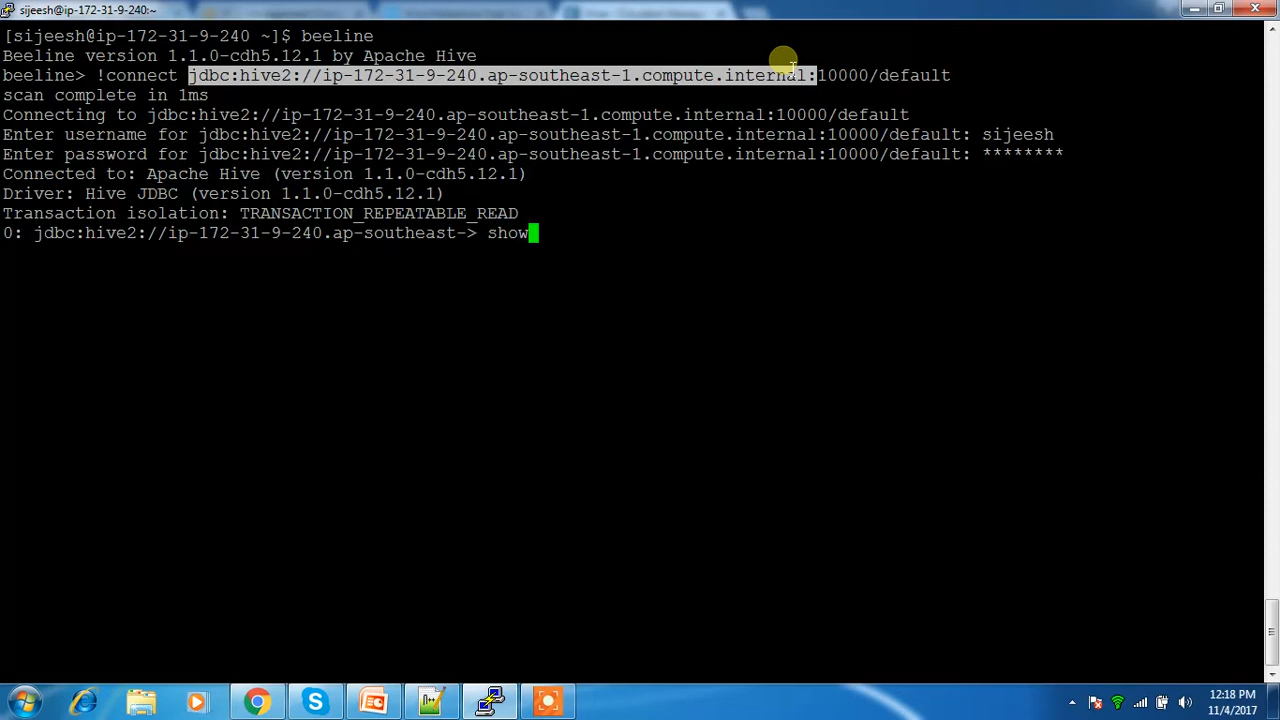 sijeesh@ip-172-31-9-240:~
[sijeesh@ip-172-31-9-240 ~]$ beeline
Beeline version 1.1.0-cdh5.12.1 by Apache Hive
beeline> !connect jdbc:hive2://ip-172-31-9-240.ap-southeast-1.compute.internal:10000/default
scan complete in 1ms
Connecting to jdbc:hive2://ip-172-31-9-240.ap-southeast-1.compute.internal:10000/default
Enter username for jdbc:hive2://ip-172-31-9-240.ap-southeast-1.compute.internal:10000/default: sijeesh
Enter password for jdbc:hive2://ip-172-31-9-240.ap-southeast-1.compute.internal:10000/default: ********
Connected to: Apache Hive (version 1.1.0-cdh5.12.1)
Driver: Hive JDBC (version 1.1.0-cdh5.12.1)
Transaction isolation: TRANSACTION_REPEATABLE_READ
0: jdbc:hive2://ip-172-31-9-240.ap-southeast-> show
12:18 PM
11/4/2017